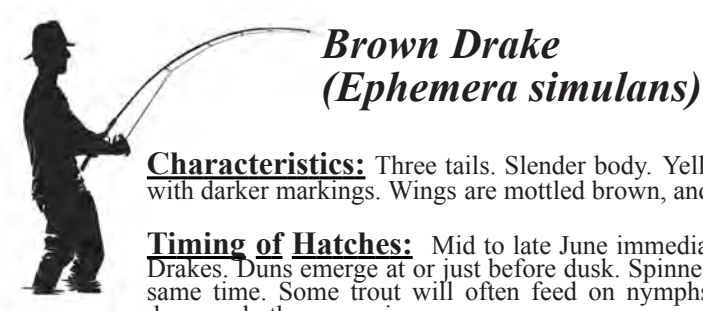 Brown Drake
(Ephemera simulans)
Characteristics: Three tails. Slender body. Yell
with darker markings. Wings are mottled brown, and
Timing of Hatches: Mid to late June immedia
Drakes. Duns emerge at or just before dusk. Spinne
same time. Some trout will often feed on nymphs